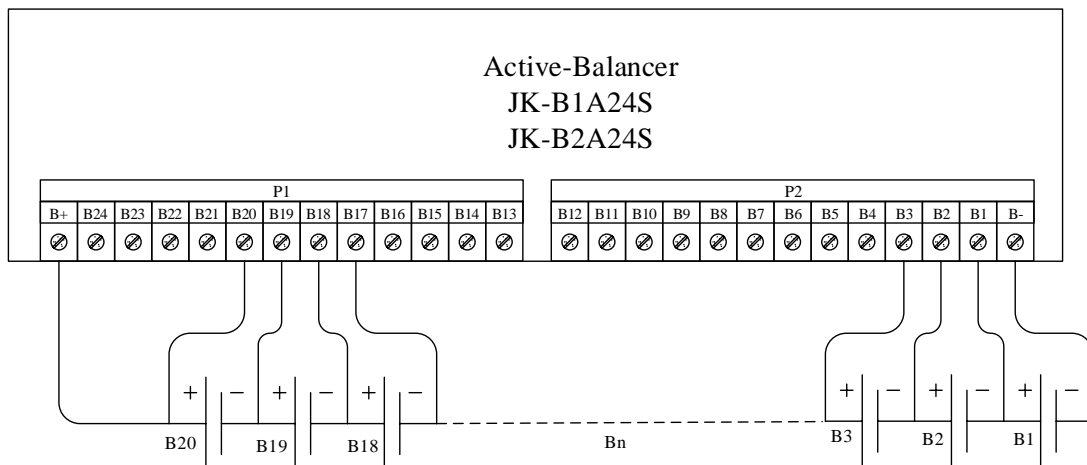 Active-Balancer
JK-B1A24S
JK-B2A24S
P1
P2
B+ B24 B23 B22 B21 B20 B19 B18 B17 B16 B15 B14 B13
B12 B11 B10 B9 B8 B7 B6 B5 B4 B3 B2 B1 B-
+ − + − + −
+ − + − + −
B20 B19 B18 Bn B3 B2 B1